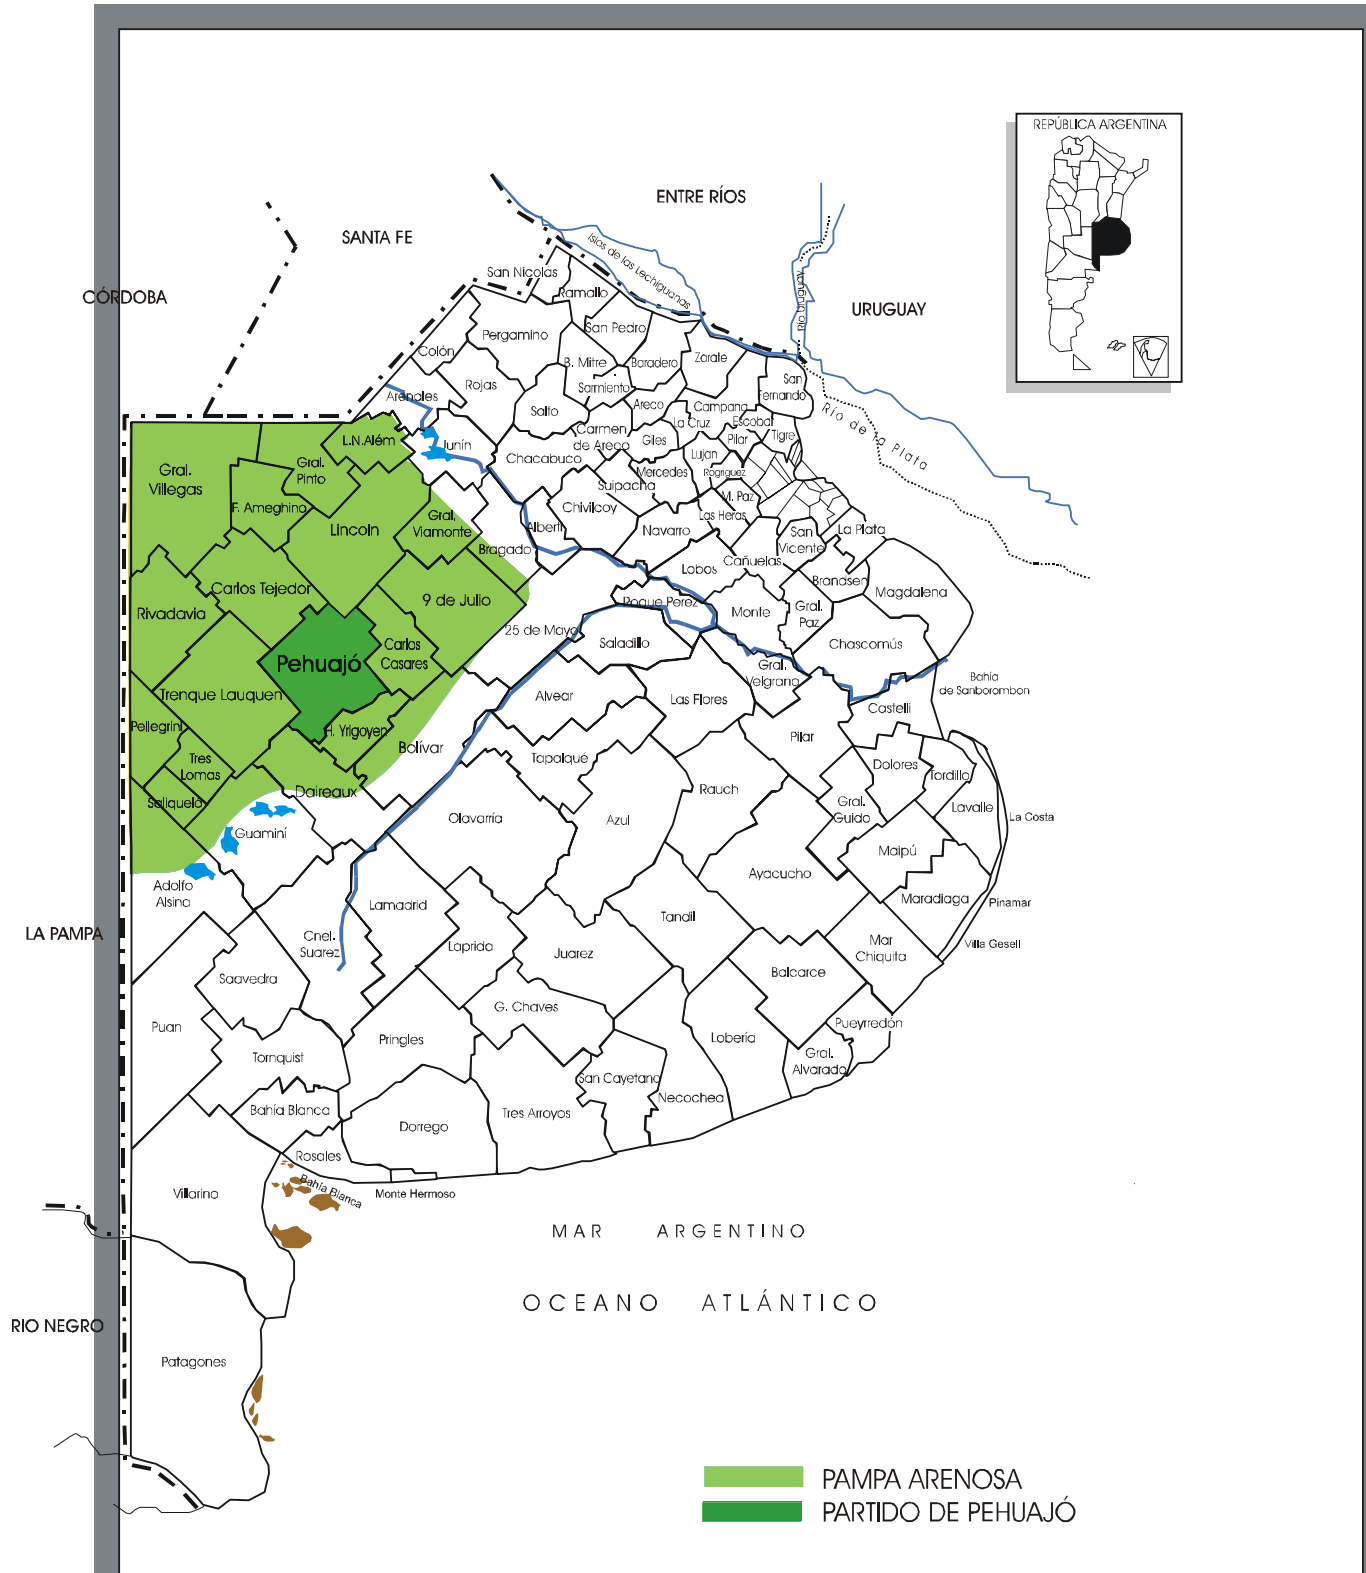 REPÚBLICA ARGENTINA
ENTRE RÍOS
SANTA FE
Islas de las Lechiguanas
CÓRDOBA
San Nicolas
Ramallo
Río Uruguay
URUGUAY
Pergamino
San Pedro
Colón
B. Mitre
Baradero
Zarate
Rojas
Sarmiento
San
Fernando
Arenales
Salto
Areco
Campana
Río de la Plata
La Cruz
Escobar
L.N.Além
Junín
Carmen
de Areco
Giles
Pilar
Tigre
Gral.
Villegas
Gral.
Pinto
Chacabuco
Lujan
Mercedes
Rogriguez
Suipacha
F. Ameghino
Lincoln
Gral,
Viamonte
Chivilcoy
M. Paz
Las Heras
Alberti
Navarro
San
Vicente
La Plata
Bragado
Cañuelas
Lobos
Carlos Tejedor
9 de Julio
Brandsen
Magdalena
Rivadavia
Roque Perez
Monte
Gral.
Paz
25 de Mayo
Saladillo
Chascomús
Carlos
Casares
Pehuajó
Gral.
Velgrano
Bahía
de Sanborombon
Trenque Lauquen
Alvear
Las Flores
Castelli
Pellegrini
H. Yrigoyen
Bolívar
Pilar
Tres
Lomas
Tapalqué
Dolores
Tordillo
Daireaux
Rauch
Saliqueló
Gral.
Guido
Lavalle
La Costa
Guaminí
Olavarría
Azul
Maipú
Ayacucho
Adolfo
Alsina
Lamadrid
Maradiaga
Pinamar
Tandil
LA PAMPA
Cnel.
Suarez
Laprida
Juarez
Mar
Chiquita
Villa Gesell
Saavedra
Balcarce
G. Chaves
Puan
Pueyrredón
Pringles
Lobería
Tornquist
Gral.
Alvarado
San Cayetano
Necochea
Bahía Blanca
Tres Arroyos
Dorrego
Rosales
Villarino
Bahía Blanca
Monte Hermoso
MAR ARGENTINO
OCEANO ATLÁNTICO
RIO NEGRO
Patagones
PAMPA ARENOSA
PARTIDO DE PEHUAJÓ